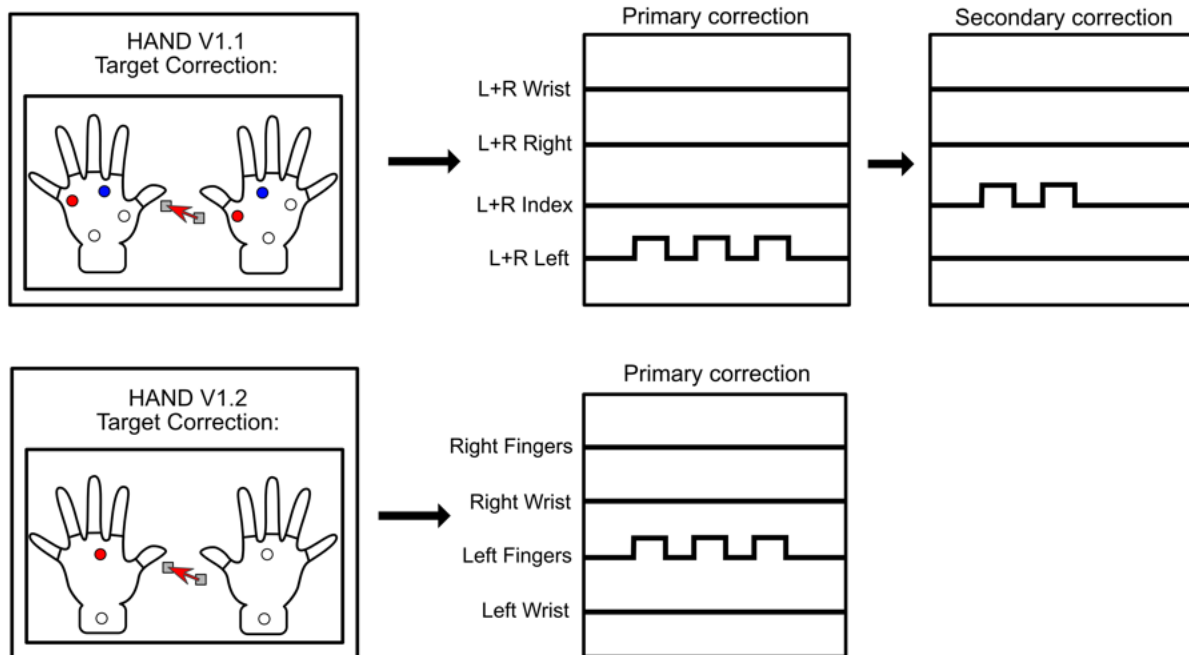 HAND V1.1
Target Correction:
Primary correction
Secondary correction
L+R Wrist
L+R Right
L+R Index
L+R Left
HAND V1.2
Target Correction:
Primary correction
Right Fingers
Right Wrist
Left Fingers
Left Wrist